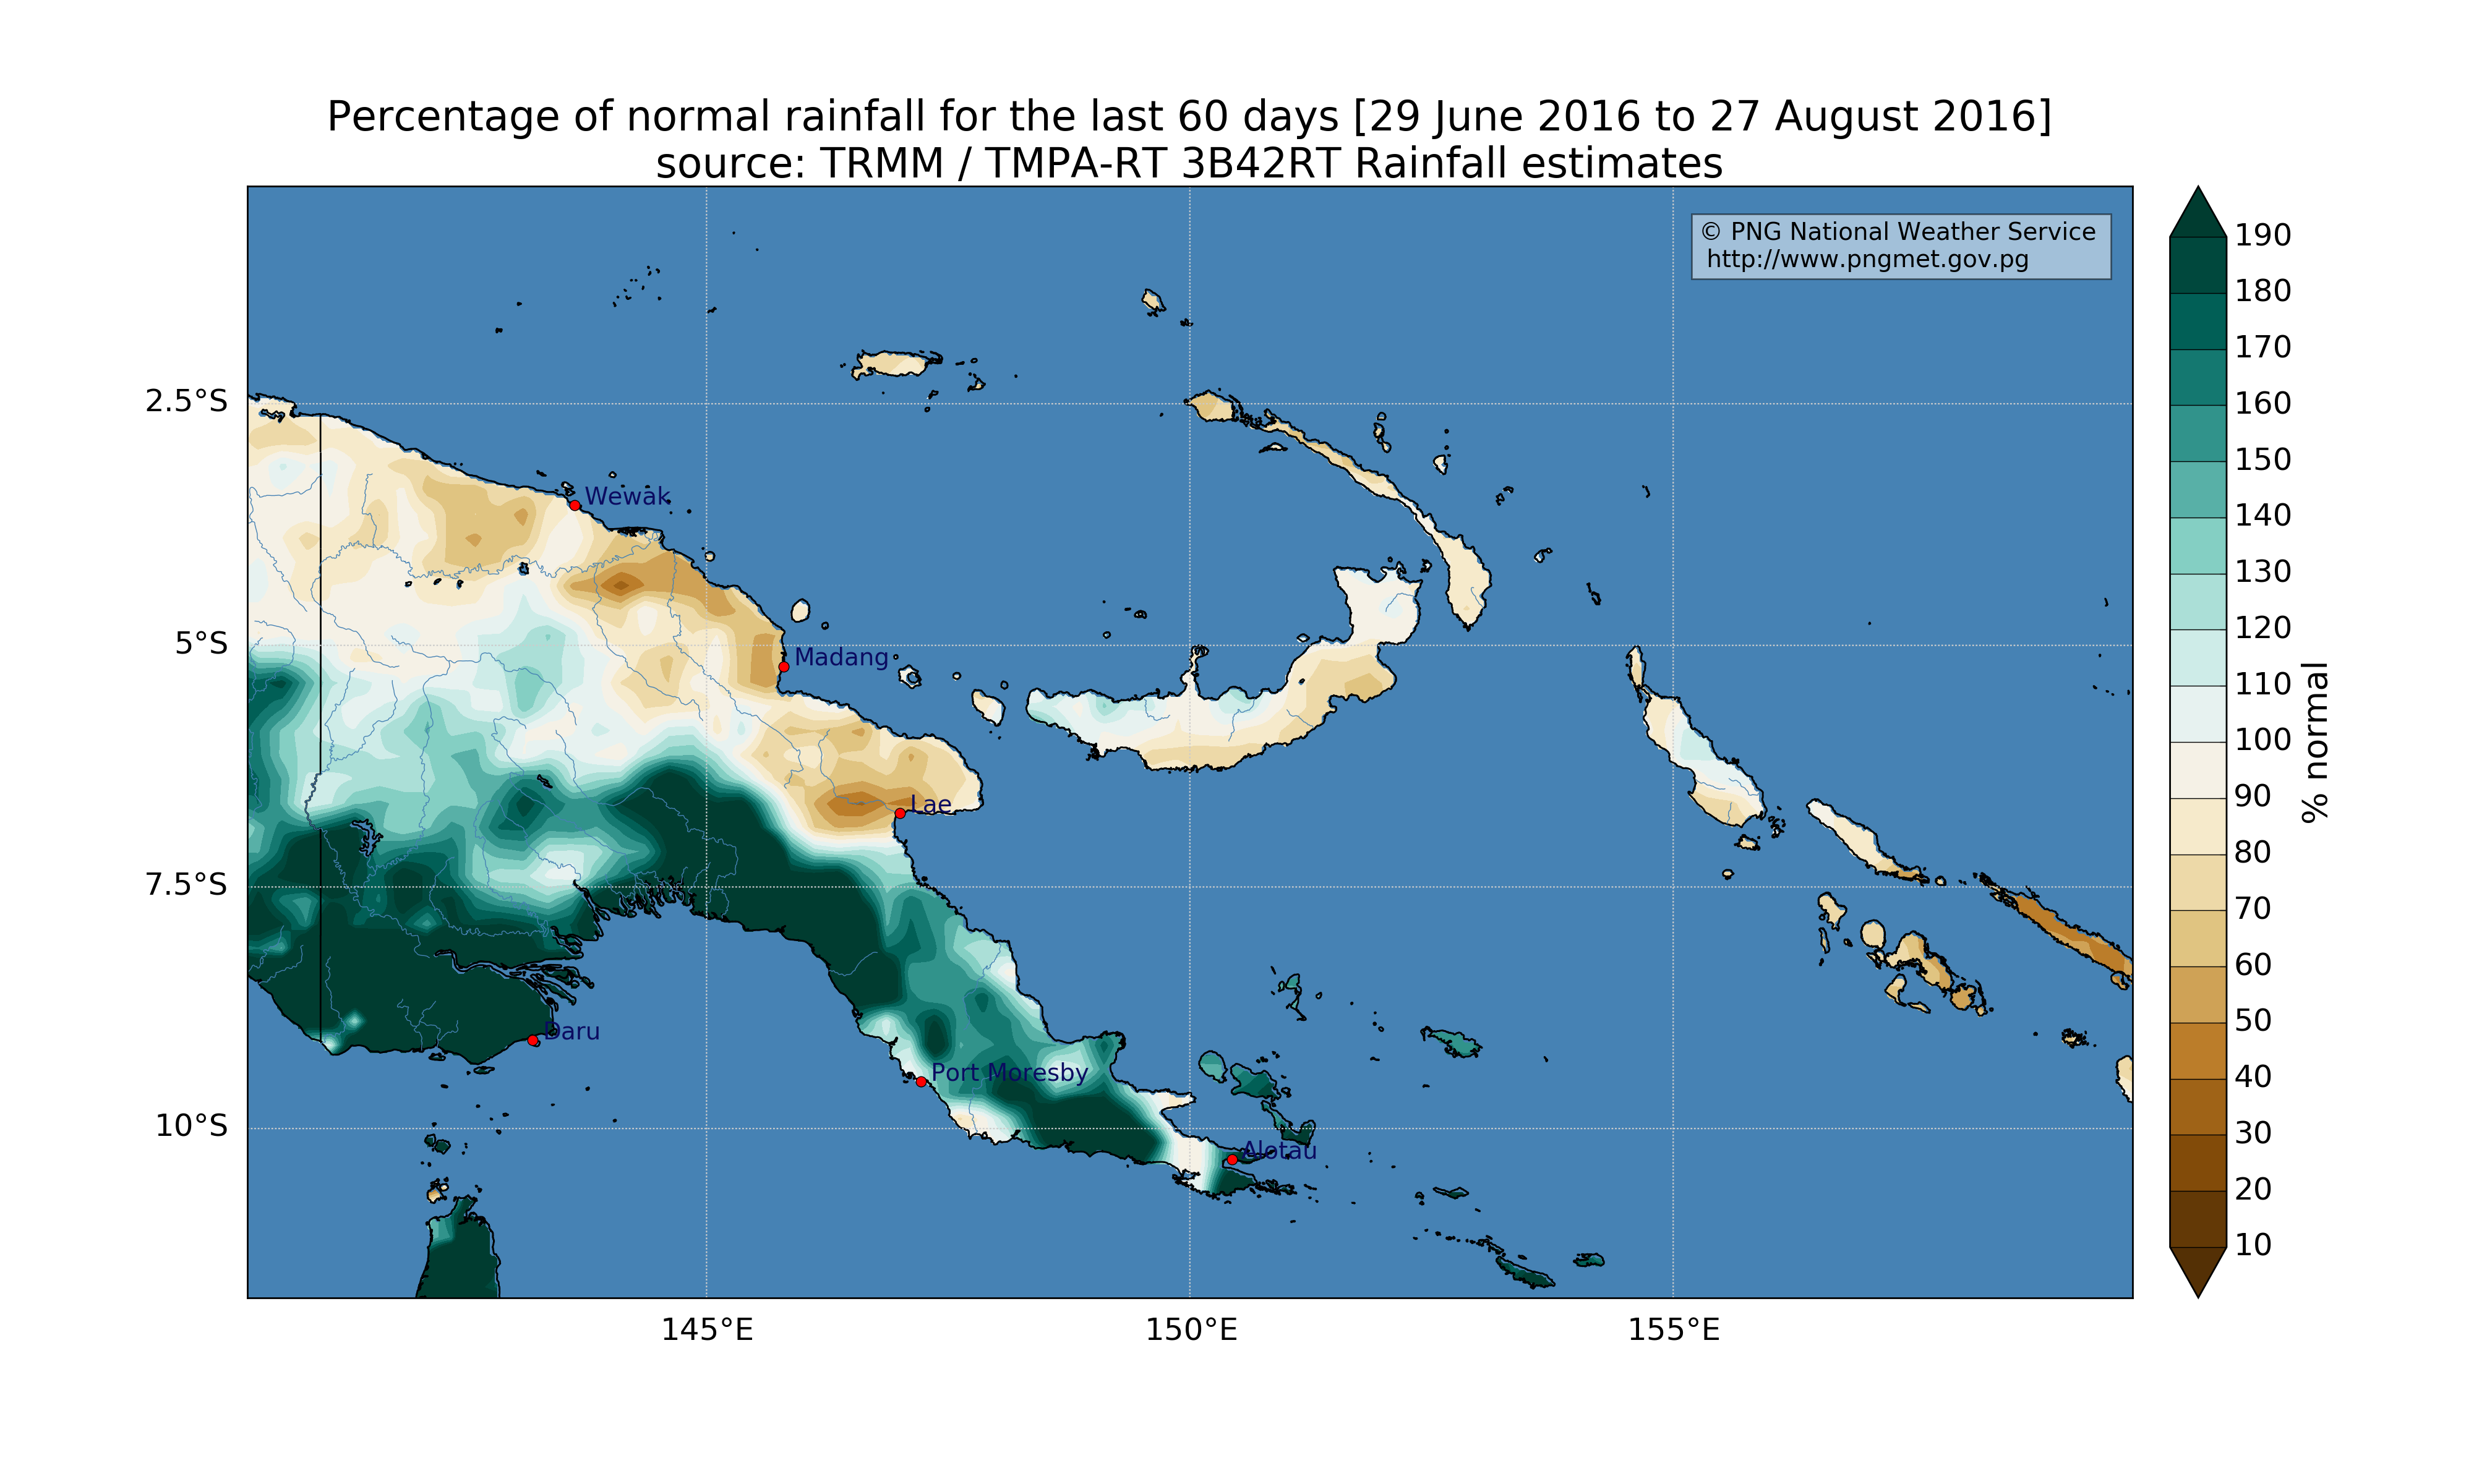 Percentage of normal rainfall for the last 60 days [29 June 2016 to 27 August 2016]
source: TRMM / TMPA-RT 3B42RT Rainfall estimates
© PNG National Weather Service
http://www.pngmet.gov.pg
2.5°S
5°S
7.5°S
10°S
Wewak
Madang
Lae
Daru
Port Moresby
Alotau
145°E
150°E
155°E
190
180
170
160
150
140
130
120
110
100
90
80
70
60
50
40
30
20
10
% normal